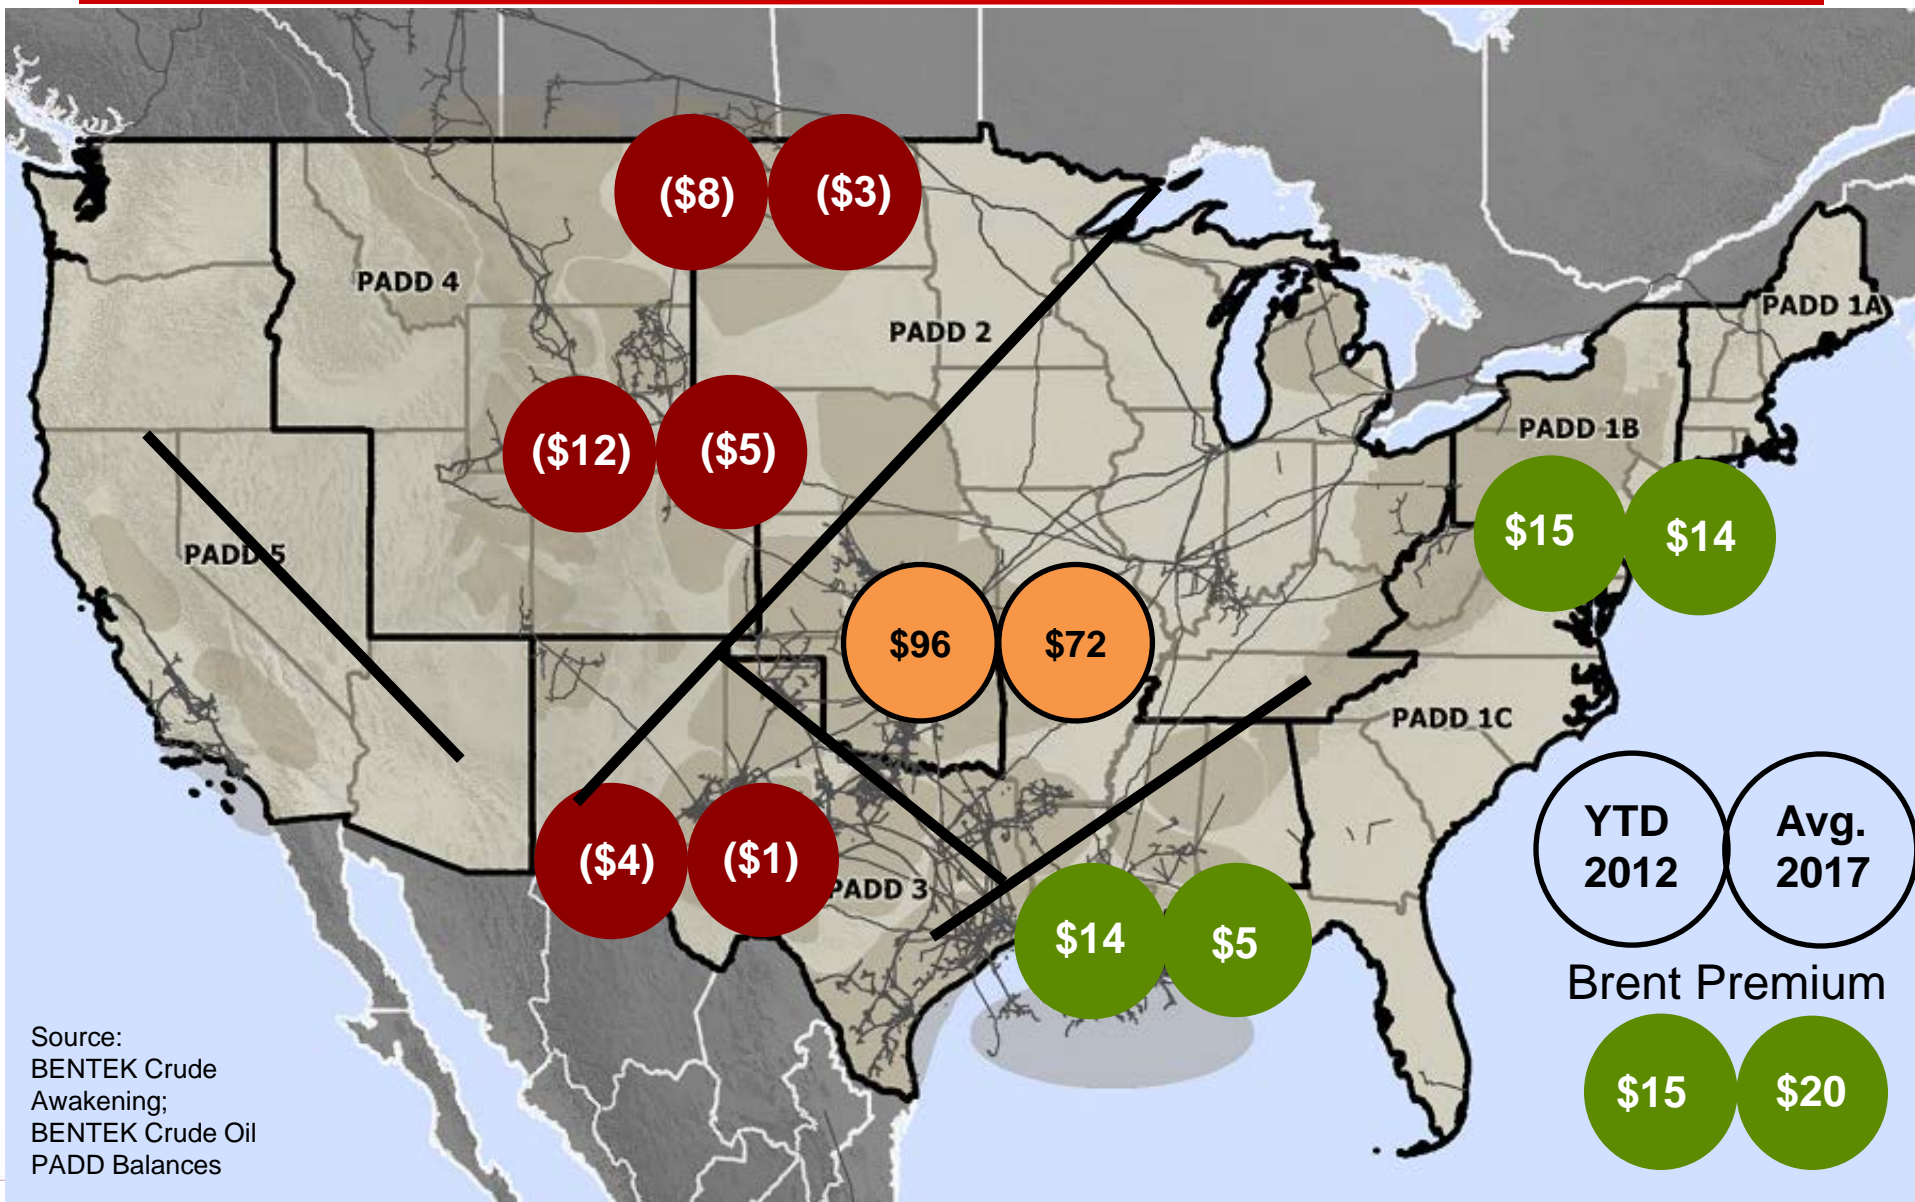 ($8) ($3)
PADD 4
PADD 1A
PADD 2
($12) ($5)
PADD 1B
$15 $14
PADD 5
$96 $72
PADD 1C
YTD
2012
Avg.
2017
($4) ($1)
PADD 3
$14 $5
Brent Premium
$15 $20
Source:
BENTEK Crude
Awakening;
BENTEK Crude Oil
PADD Balances